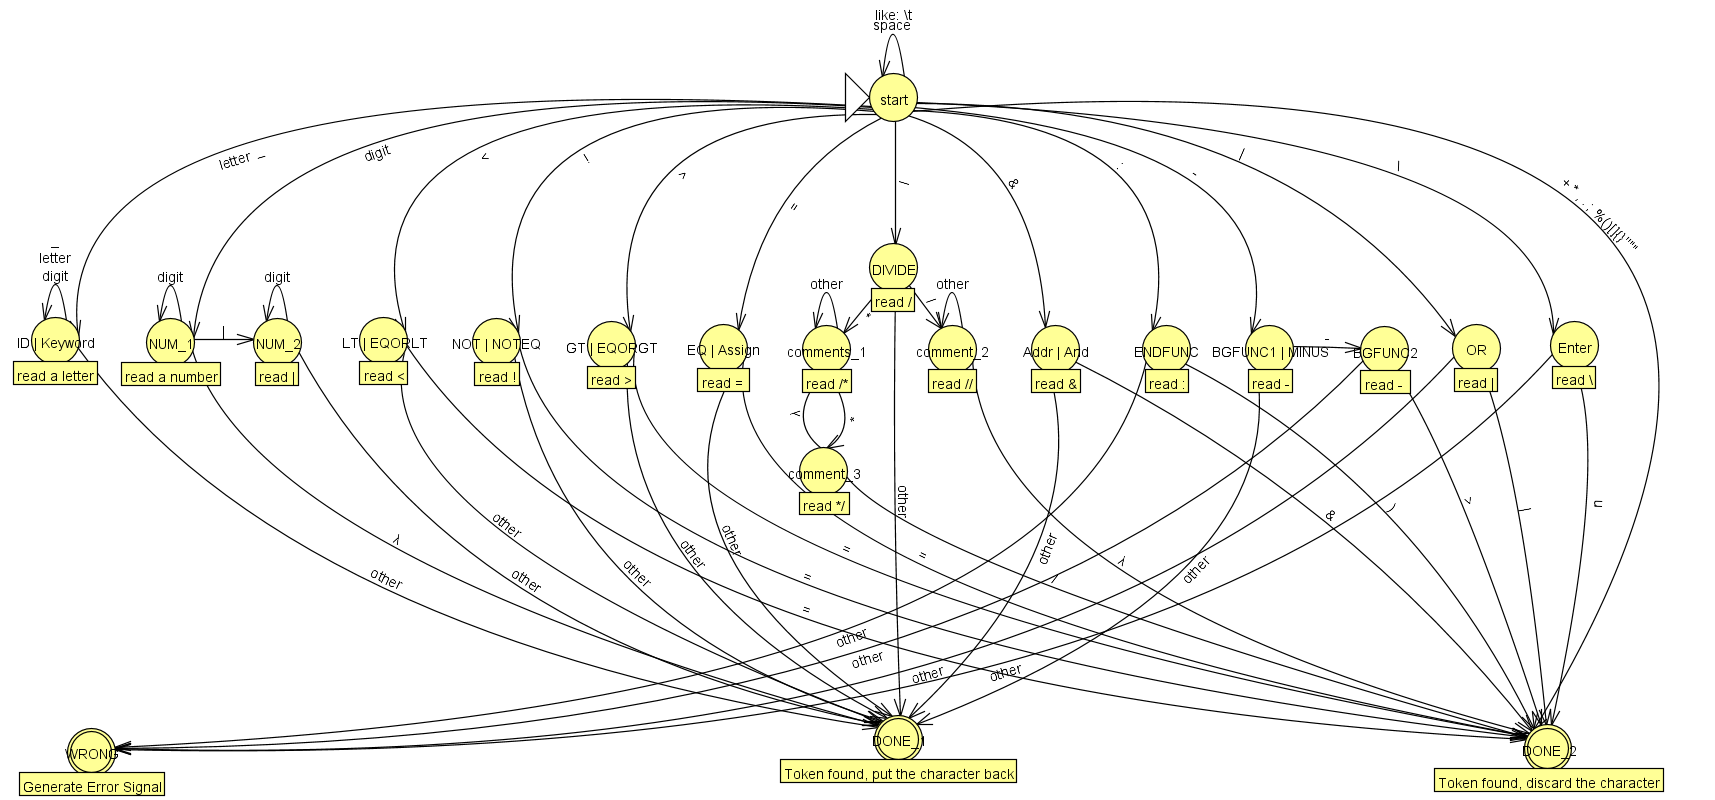 like: \t
space
start
letter _
digit
<
!
>
=
/
&
:
-
|
\
+ * , . ; %()[]{}"'"
_
letter
digit
digit
digit
other
other
DIVIDE
read /
*
/
ID | Keyword
read a letter
NUM_1
read a number
|
NUM_2
read |
LT | EQORLT
read <
NOT | NOTEQ
read !
GT | EQORGT
read >
EQ | Assign
read =
comments_1
read /*
comment_2
read //
Addr | And
read &
ENDFUNC
read :
BGFUNC1 | MINUS
read -
-
BGFUNC2
read -
OR
read |
Enter
read \
λ
*
comment_3
read */
other
λ
other
other
other
other
other
other
other
other
=
=
=
=
/
λ
&
)
>
|
n
other
other
other
other
WRONG
Generate Error Signal
DONE_1
Token found, put the character back
DONE_2
Token found, discard the character